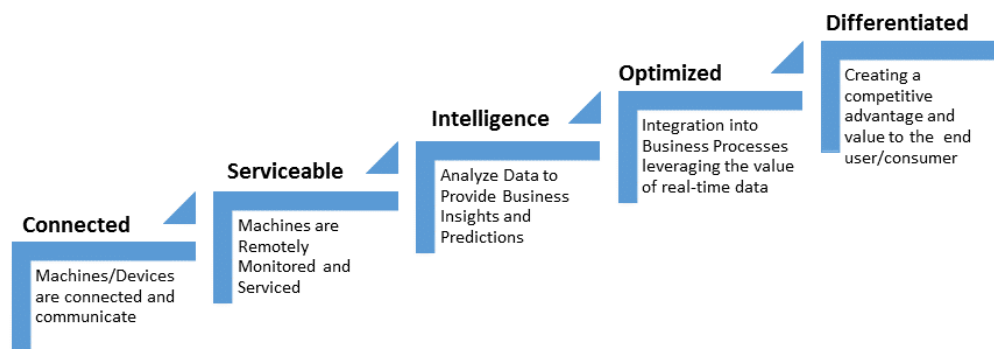 Connected
Machines/Devices
are connected and
communicate
Serviceable
Machines are
Remotely
Monitored and
Serviced
Intelligence
Analyze Data to
Provide Business
Insights and
Predictions
Optimized
Integration into
Business Processes
leveraging the value
of real-time data
Differentiated
Creating a
competitive
advantage and
value to the end
user/consumer